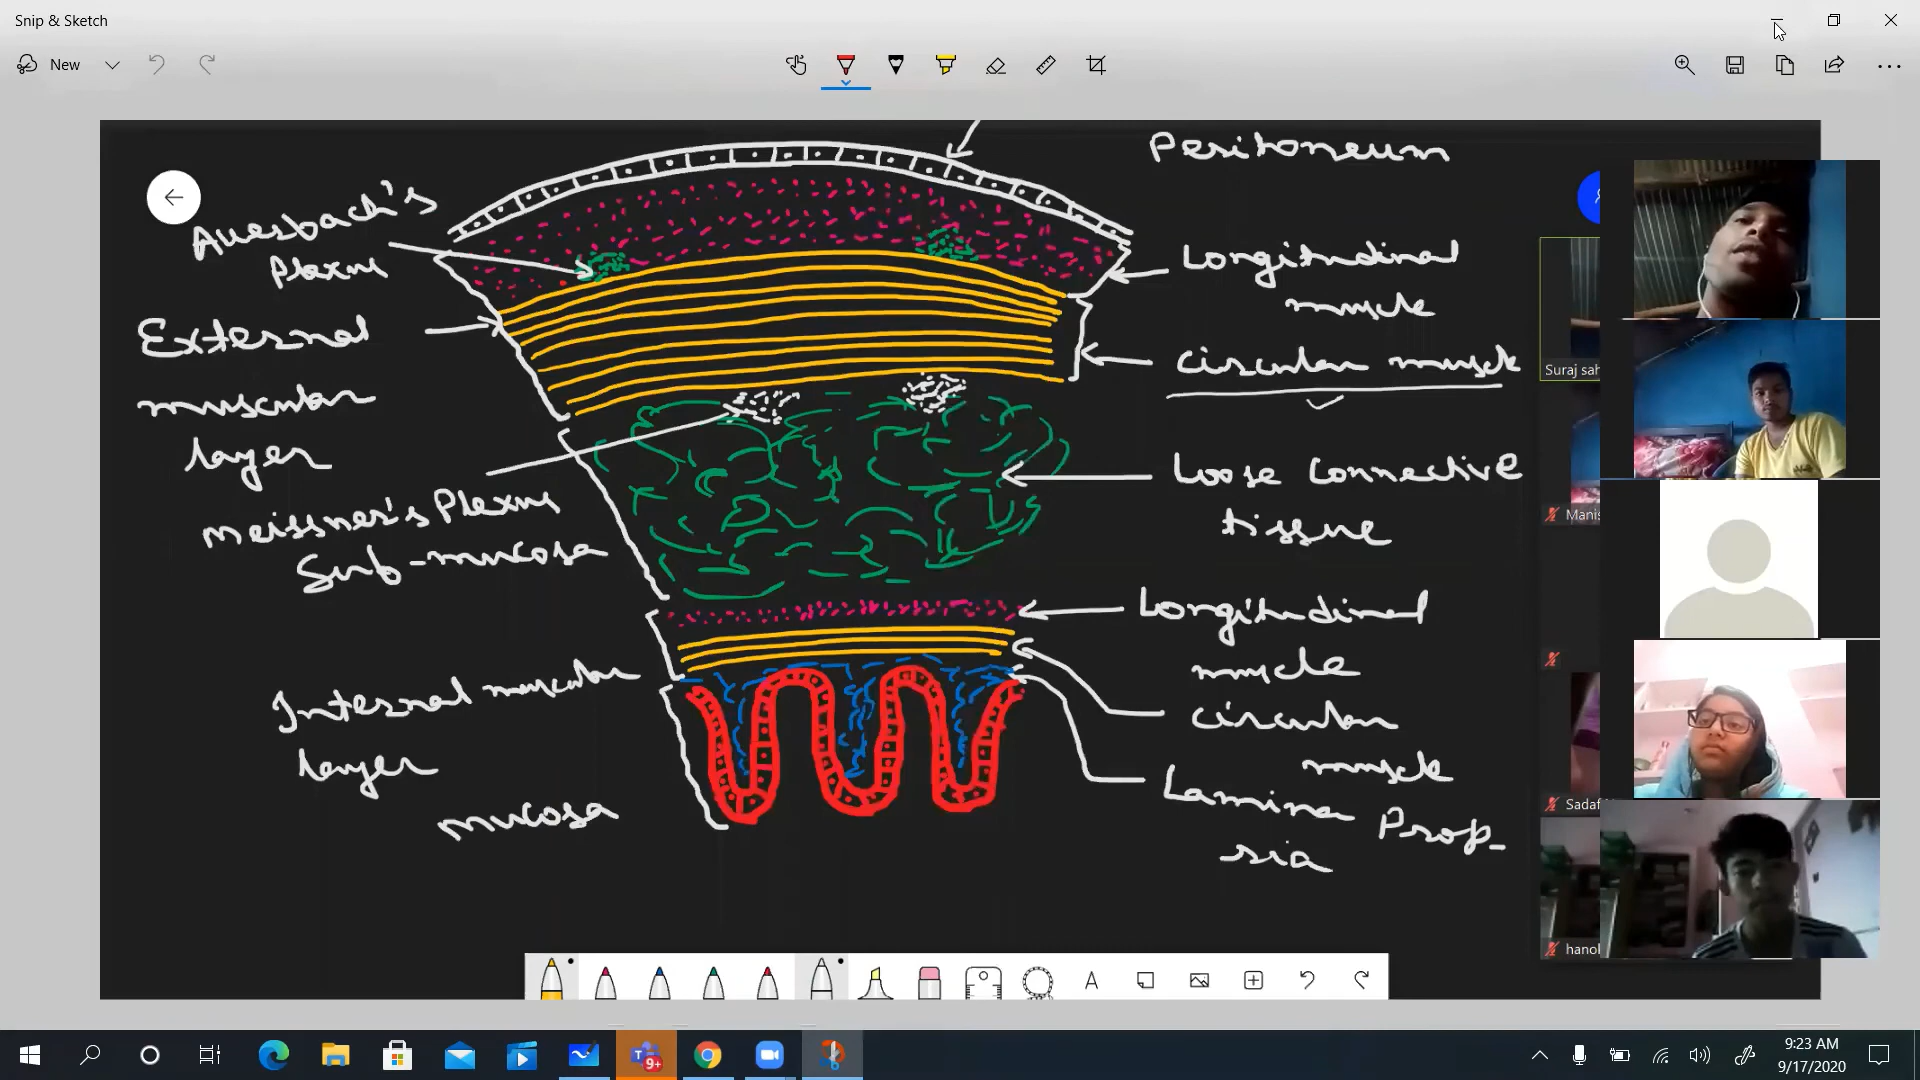 Snip & Sketch
New
Peritoneum
Auerbach's
Plexus
Longitudinal
muscle
External
muscular
layer
circular muscle
Loose connective
tissue
Meissner's Plexus
Sub-mucosa
Longitudinal
muscle
Internal muscular
layer
circular
muscle
mucosa
Lamina Prop-
ria
Suraj sah
Manis
Sadaf
hanol
A
9+
9:23 AM
9/17/2020